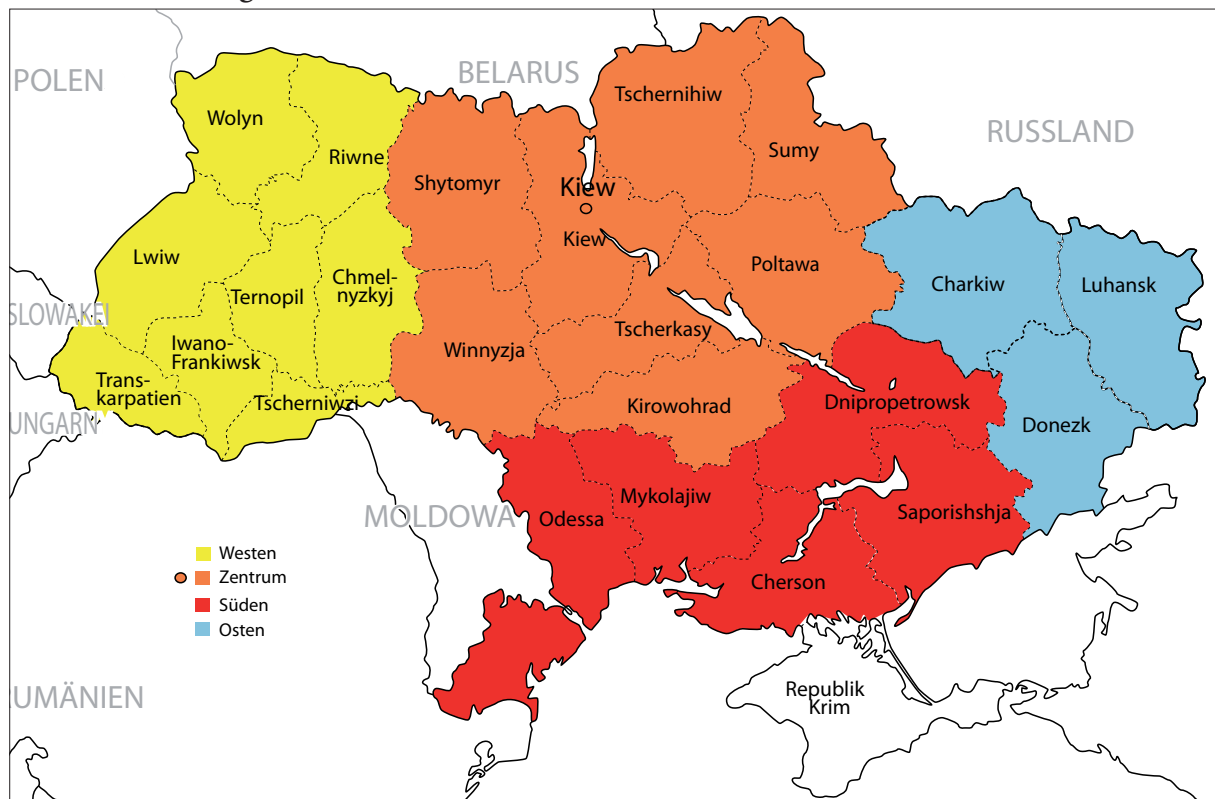 POLEN
BELARUS
RUSSLAND
SLOWAKEI
UNGARN
MOLDOWA
RUMÄNIEN
Wolyn
Riwne
Lwiw
Ternopil
Chmel-
nyzkyj
Iwano-
Frankiwsk
Trans-
karpatien
Tscherniwzi
Shytomyr
Kiew
Kiew
Tschernihiw
Sumy
Poltawa
Winnyzja
Tscherkasy
Kirowohrad
Charkiw
Luhansk
Donezk
Dnipropetrowsk
Odessa
Mykolajiw
Cherson
Saporishshja
Republik
Krim
Westen
Zentrum
Süden
Osten